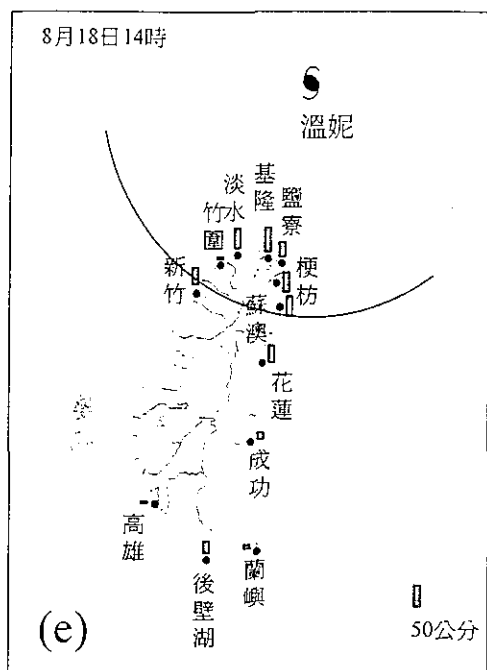 8月18日14時
溫妮
淡水
基隆
鹽寮
竹圍
新竹
梗枋
蘇澳
花蓮
成功
高雄
後壁湖
蘭嶼
(e)
50公分